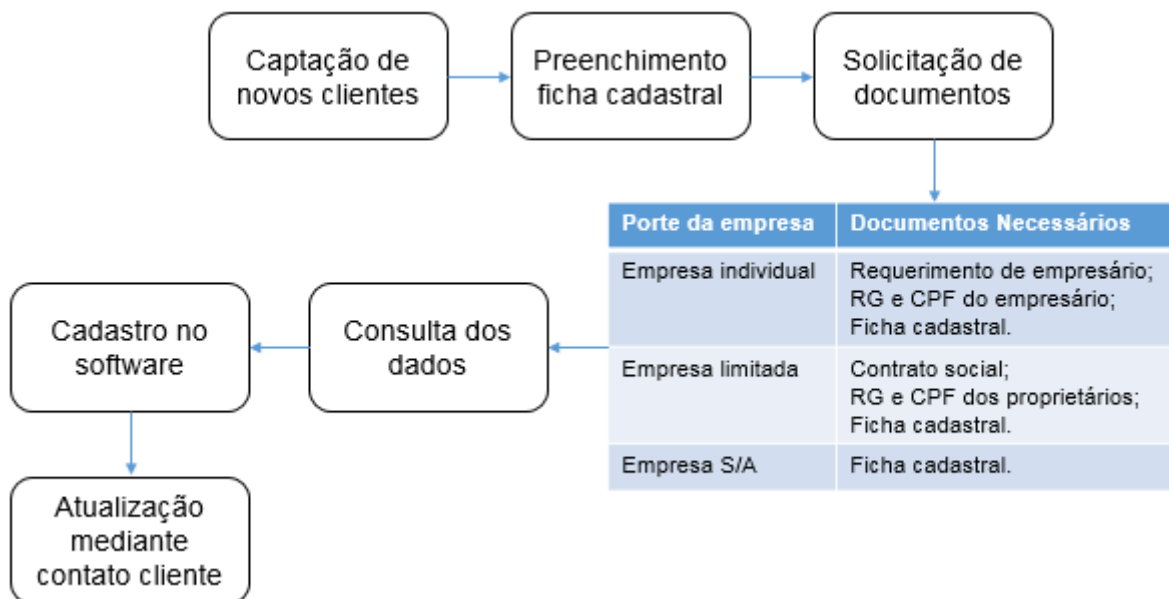 Captação de
novos clientes
Preenchimento
ficha cadastral
Solicitação de
documentos
Porte da empresa
Documentos Necessários
Empresa individual
Requerimento de empresário;
RG e CPF do empresário;
Ficha cadastral.
Empresa limitada
Contrato social;
RG e CPF dos proprietários;
Ficha cadastral.
Empresa S/A
Ficha cadastral.
Consulta dos
dados
Cadastro no
software
Atualização
mediante
contato cliente